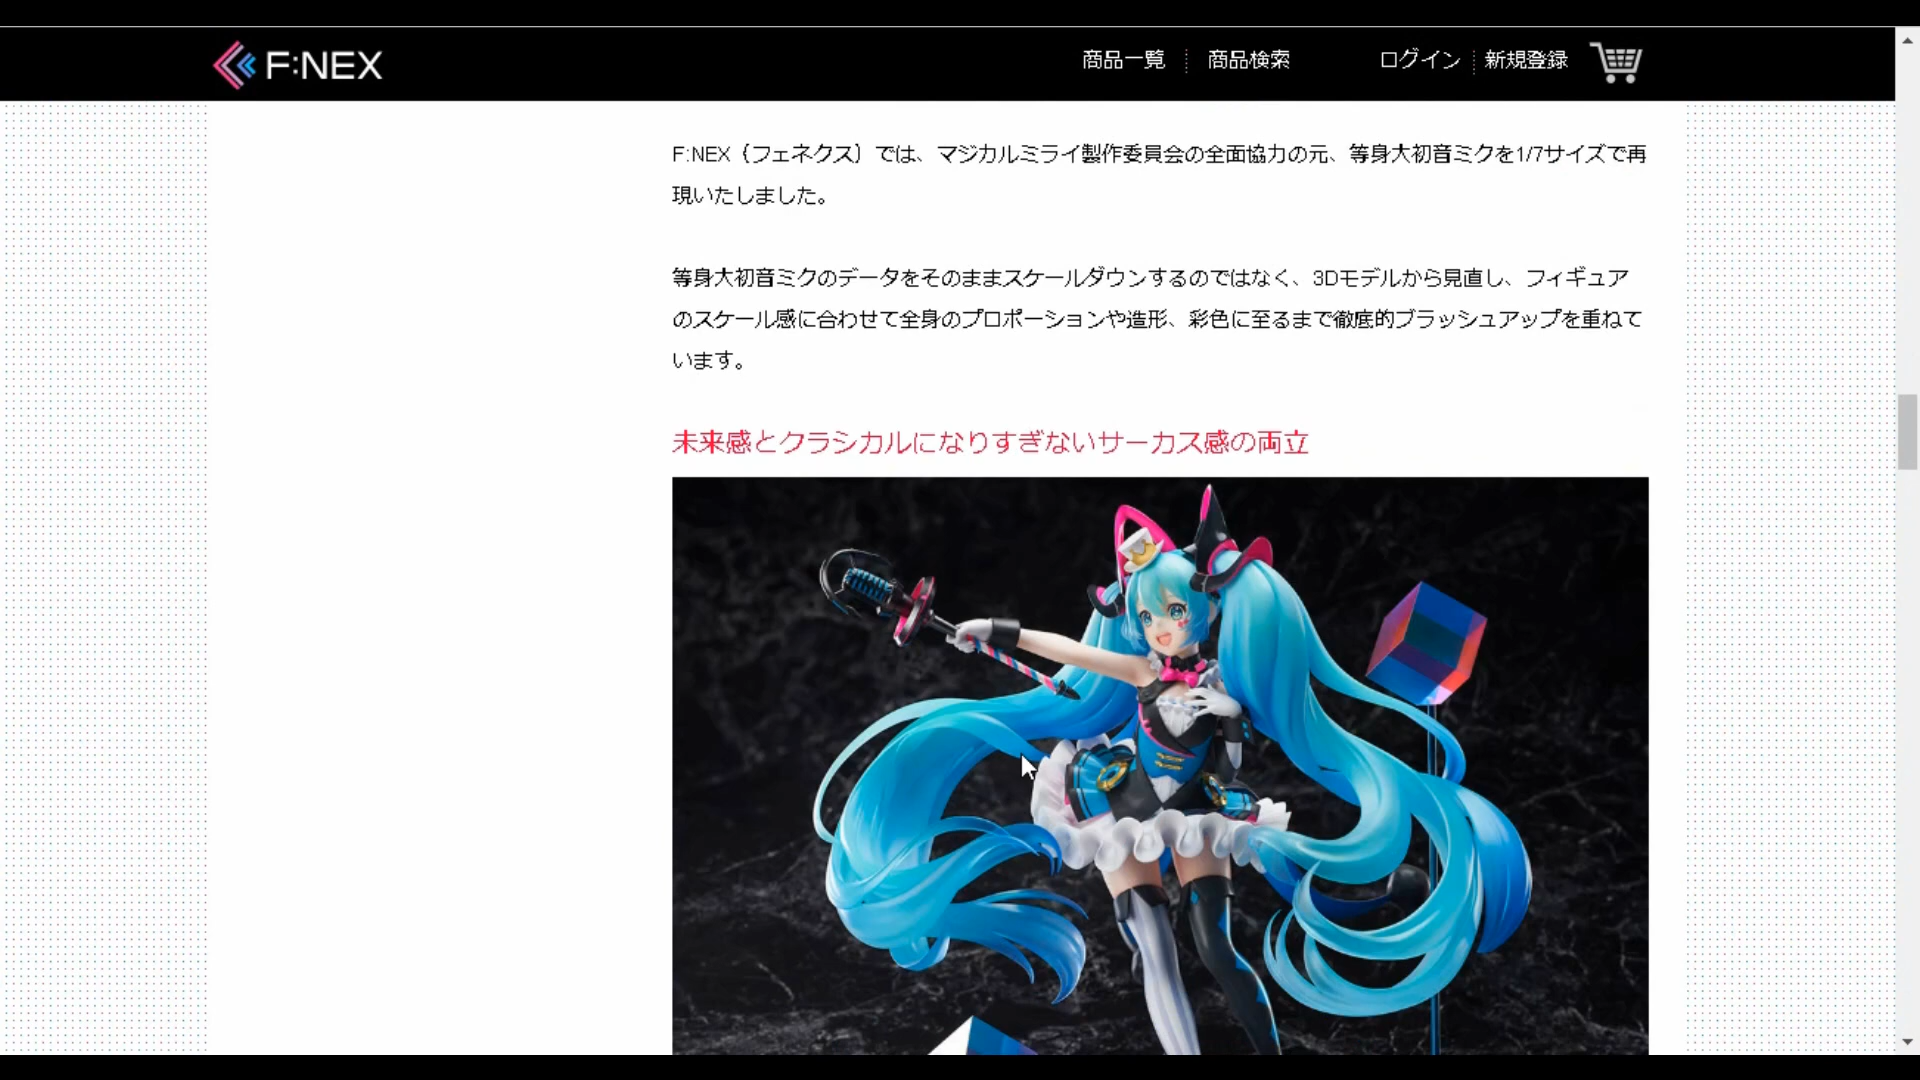 F:NEX
商品一覧
商品検索
ログイン
新規登録
F:NEX（フェネクス）では、マジカルミライ製作委員会の全面協力の元、等身大初音ミクを1/7サイズで再
現いたしました。
等身大初音ミクのデータをそのままスケールダウンするのではなく、3Dモデルから見直し、フィギュア
のスケール感に合わせて全身のプロポーションや造形、彩色に至るまで徹底的ブラッシュアップを重ねて
います。
未来感とクラシカルになりすぎないサーカス感の両立